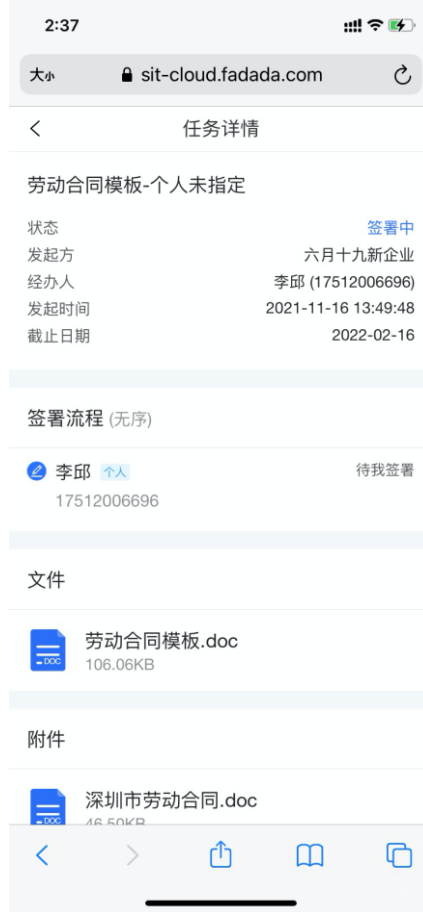 2:37
大小 sit-cloud.fadada.com
任务详情
劳动合同模板-个人未指定
状态 签署中
发起方 六月十九新企业
经办人 李邱 (17512006696)
发起时间 2021-11-16 13:49:48
截止日期 2022-02-16
签署流程 (无序)
李邱 个人 待我签署
17512006696
文件
DOC 劳动合同模板.doc
106.06KB
附件
深圳市劳动合同.doc
DOC 46.50KB